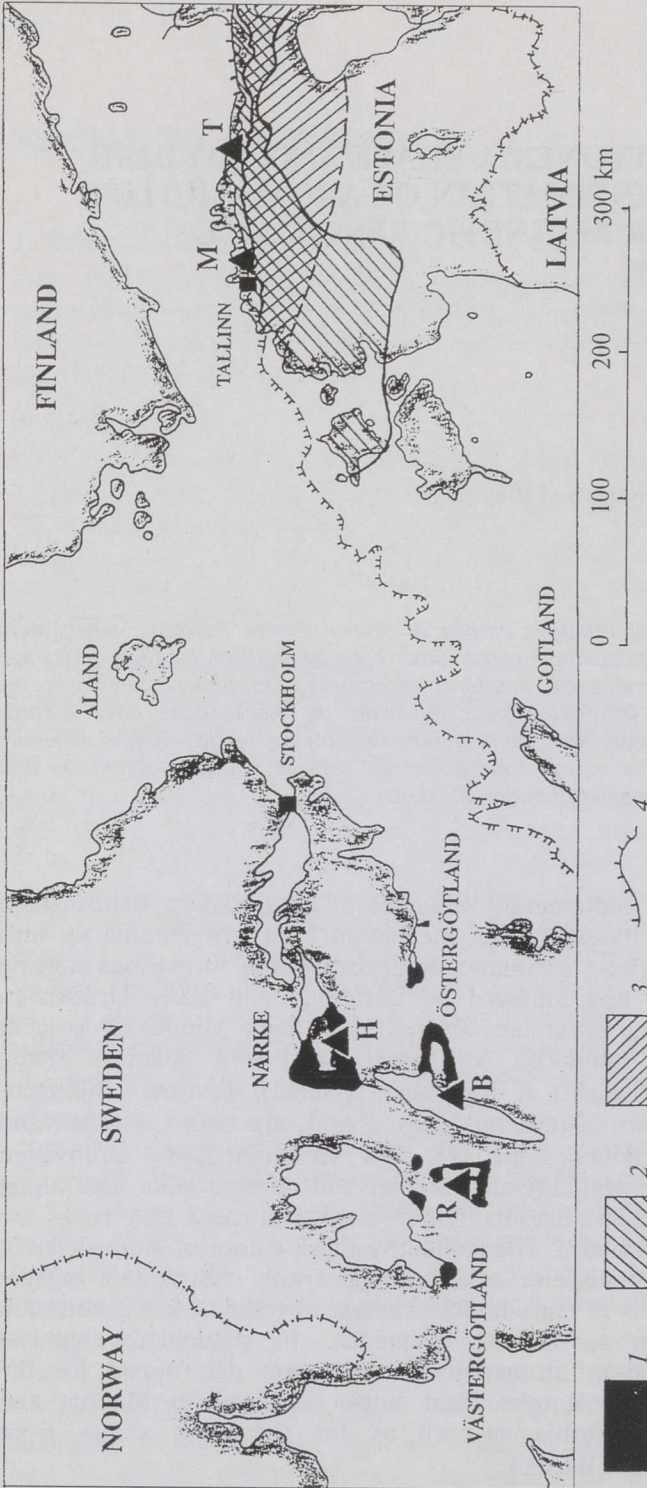 NORWAY
SWEDEN
ÅLAND
FINLAND
STOCKHOLM
TALLINN
M
T
ESTONIA
LATVIA
NÄRKE
H
ÖSTERGÖTLAND
B
R
VÄSTERGÖTLAND
GOTLAND
0 100 200 300 km
1 2 3 4